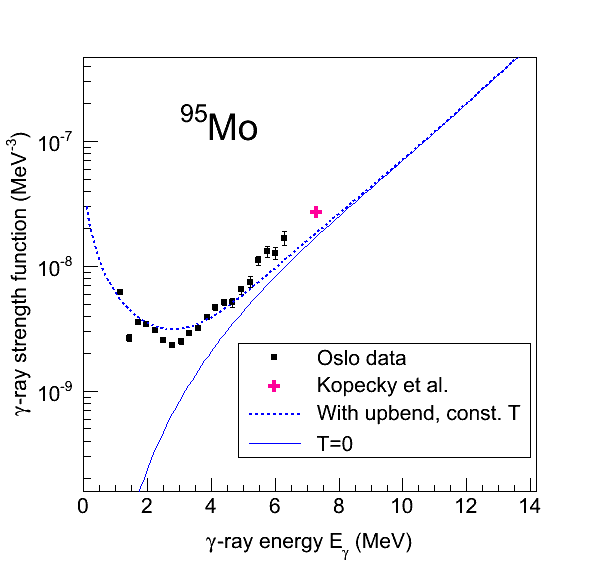 ⁹⁵Mo
γ-ray strength function (MeV⁻³)
10⁻⁷
10⁻⁸
10⁻⁹
Oslo data
Kopecky et al.
With upbend, const. T
T=0
0 2 4 6 8 10 12 14
γ-ray energy E_γ (MeV)